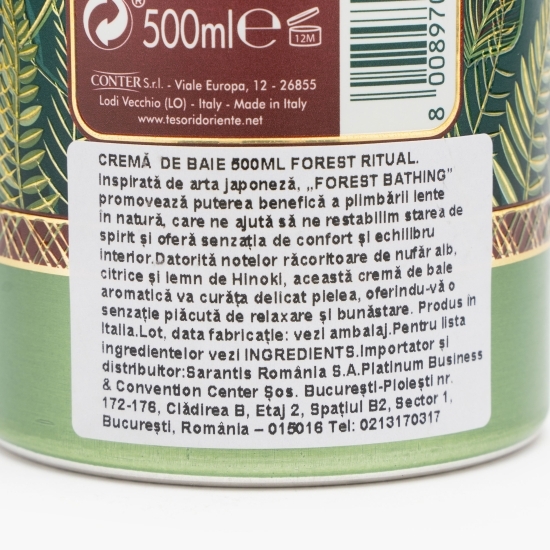 500ml e 12M
CONTER S.r.l. - Viale Europa, 12 - 26855
Lodi Vecchio (LO) - Italy - Made in Italy
www.tesoridoriente.net
8 008970
CREMĂ DE BAIE 500ML FOREST RITUAL.
Inspirată de arta japoneză, „FOREST BATHING”
promovează puterea benefică a plimbării lente
în natură, care ne ajută să ne restabilim starea de
spirit și oferă senzația de confort și echilibru
interior.Datorită notelor răcoritoare de nufăr alb,
citrice și lemn de Hinoki, această cremă de baie
aromatică va curăța delicat pielea, oferindu-vă o
senzație plăcută de relaxare și bunăstare. Produs in
Italia.Lot, data fabricație: vezi ambalaj.Pentru lista
ingredientelor vezi INGREDIENTS.Importator și
distribuitor:Sarantis România S.A.Platinum Business
& Convention Center Șos. București-Ploiești nr.
172-176, Clădirea B, Etaj 2, Spațiul B2, Sector 1,
București, România – 015016 Tel: 0213170317